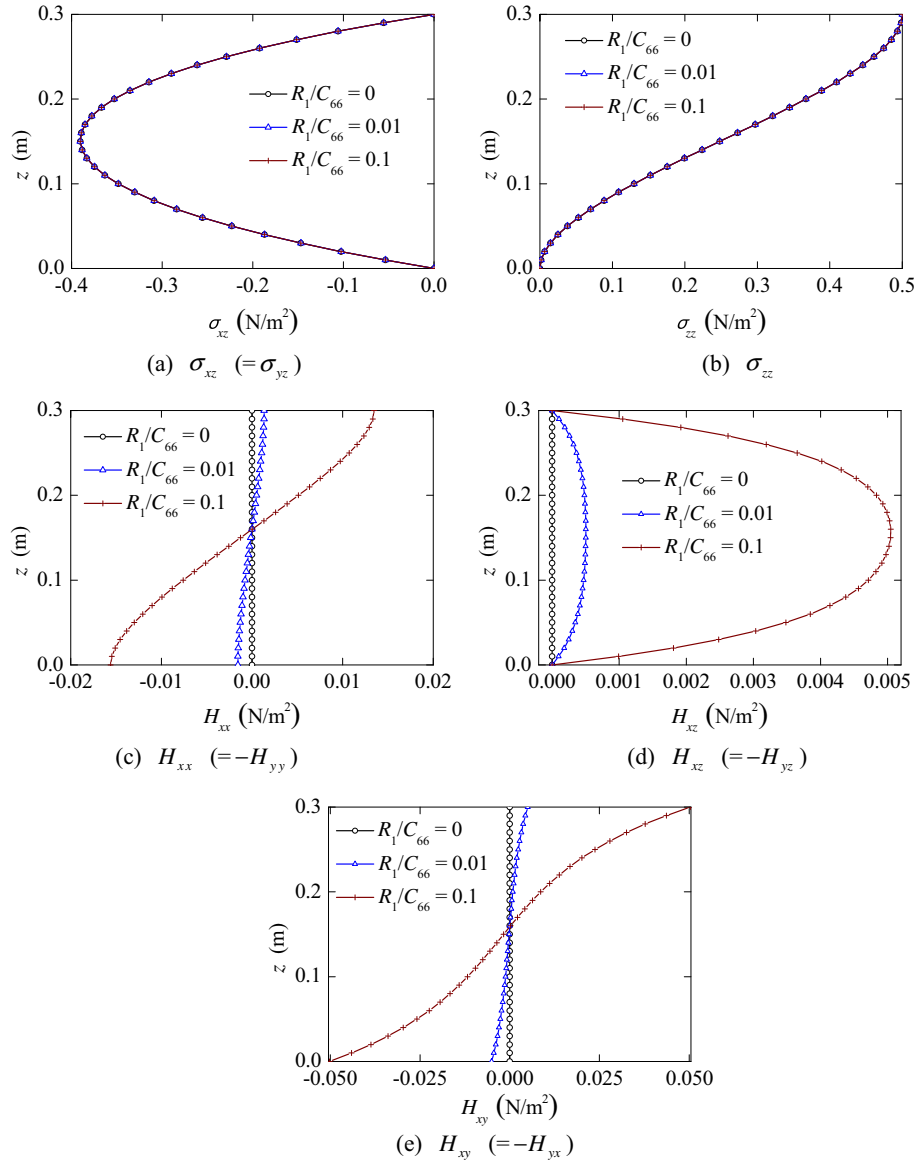 0.3
0.2
0.1
0.0
z (m)
R₁/C₆₆ = 0
R₁/C₆₆ = 0.01
R₁/C₆₆ = 0.1
-0.4 -0.3 -0.2 -0.1 0.0
σxz (N/m²)
(a) σxz (=σyz)
0.3
0.2
0.1
0.0
z (m)
R₁/C₆₆ = 0
R₁/C₆₆ = 0.01
R₁/C₆₆ = 0.1
0.0 0.1 0.2 0.3 0.4 0.5
σzz (N/m²)
(b) σzz
0.3
0.2
0.1
0.0
z (m)
R₁/C₆₆ = 0
R₁/C₆₆ = 0.01
R₁/C₆₆ = 0.1
-0.02 -0.01 0.00 0.01 0.02
Hxx (N/m²)
(c) Hxx (=−Hyy)
0.3
0.2
0.1
0.0
z (m)
R₁/C₆₆ = 0
R₁/C₆₆ = 0.01
R₁/C₆₆ = 0.1
0.000 0.001 0.002 0.003 0.004 0.005
Hxz (N/m²)
(d) Hxz (=−Hyz)
0.3
0.2
0.1
0.0
z (m)
R₁/C₆₆ = 0
R₁/C₆₆ = 0.01
R₁/C₆₆ = 0.1
-0.050 -0.025 0.000 0.025 0.050
Hxy (N/m²)
(e) Hxy (=−Hyx)